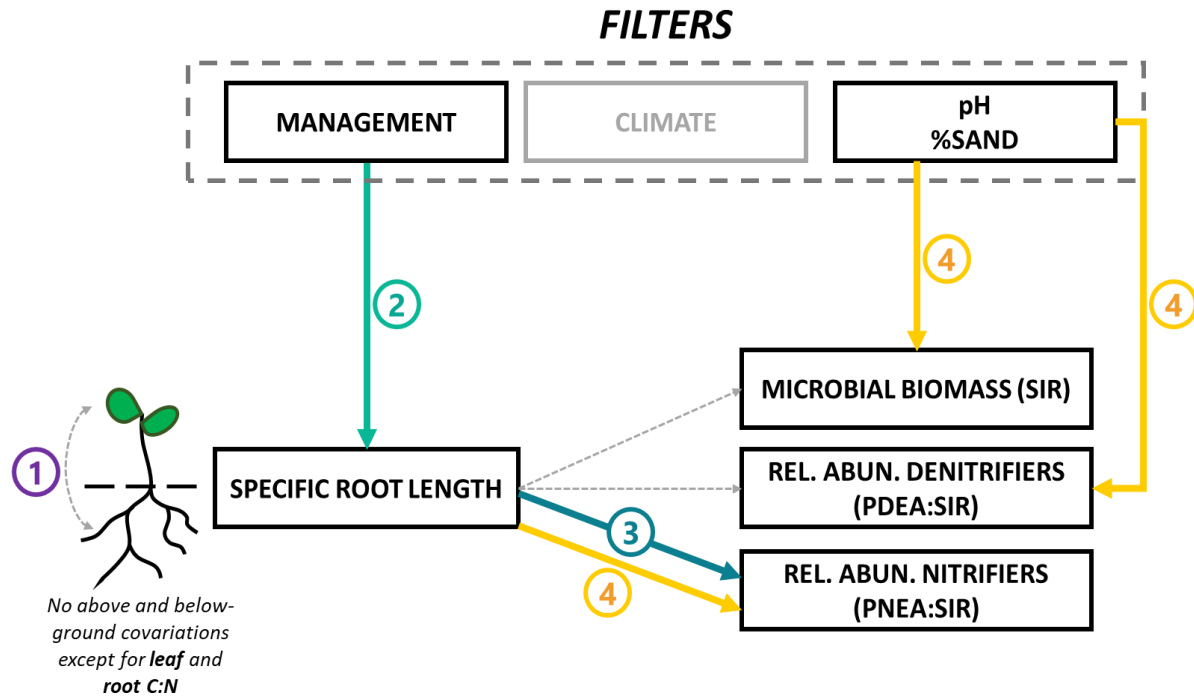 FILTERS
MANAGEMENT
CLIMATE
pH
%SAND
4
4
2
MICROBIAL BIOMASS (SIR)
1
SPECIFIC ROOT LENGTH
REL. ABUN. DENITRIFIERS
(PDEA:SIR)
3
4
REL. ABUN. NITRIFIERS
(PNEA:SIR)
No above and below-
ground covariations
except for leaf and
root C:N